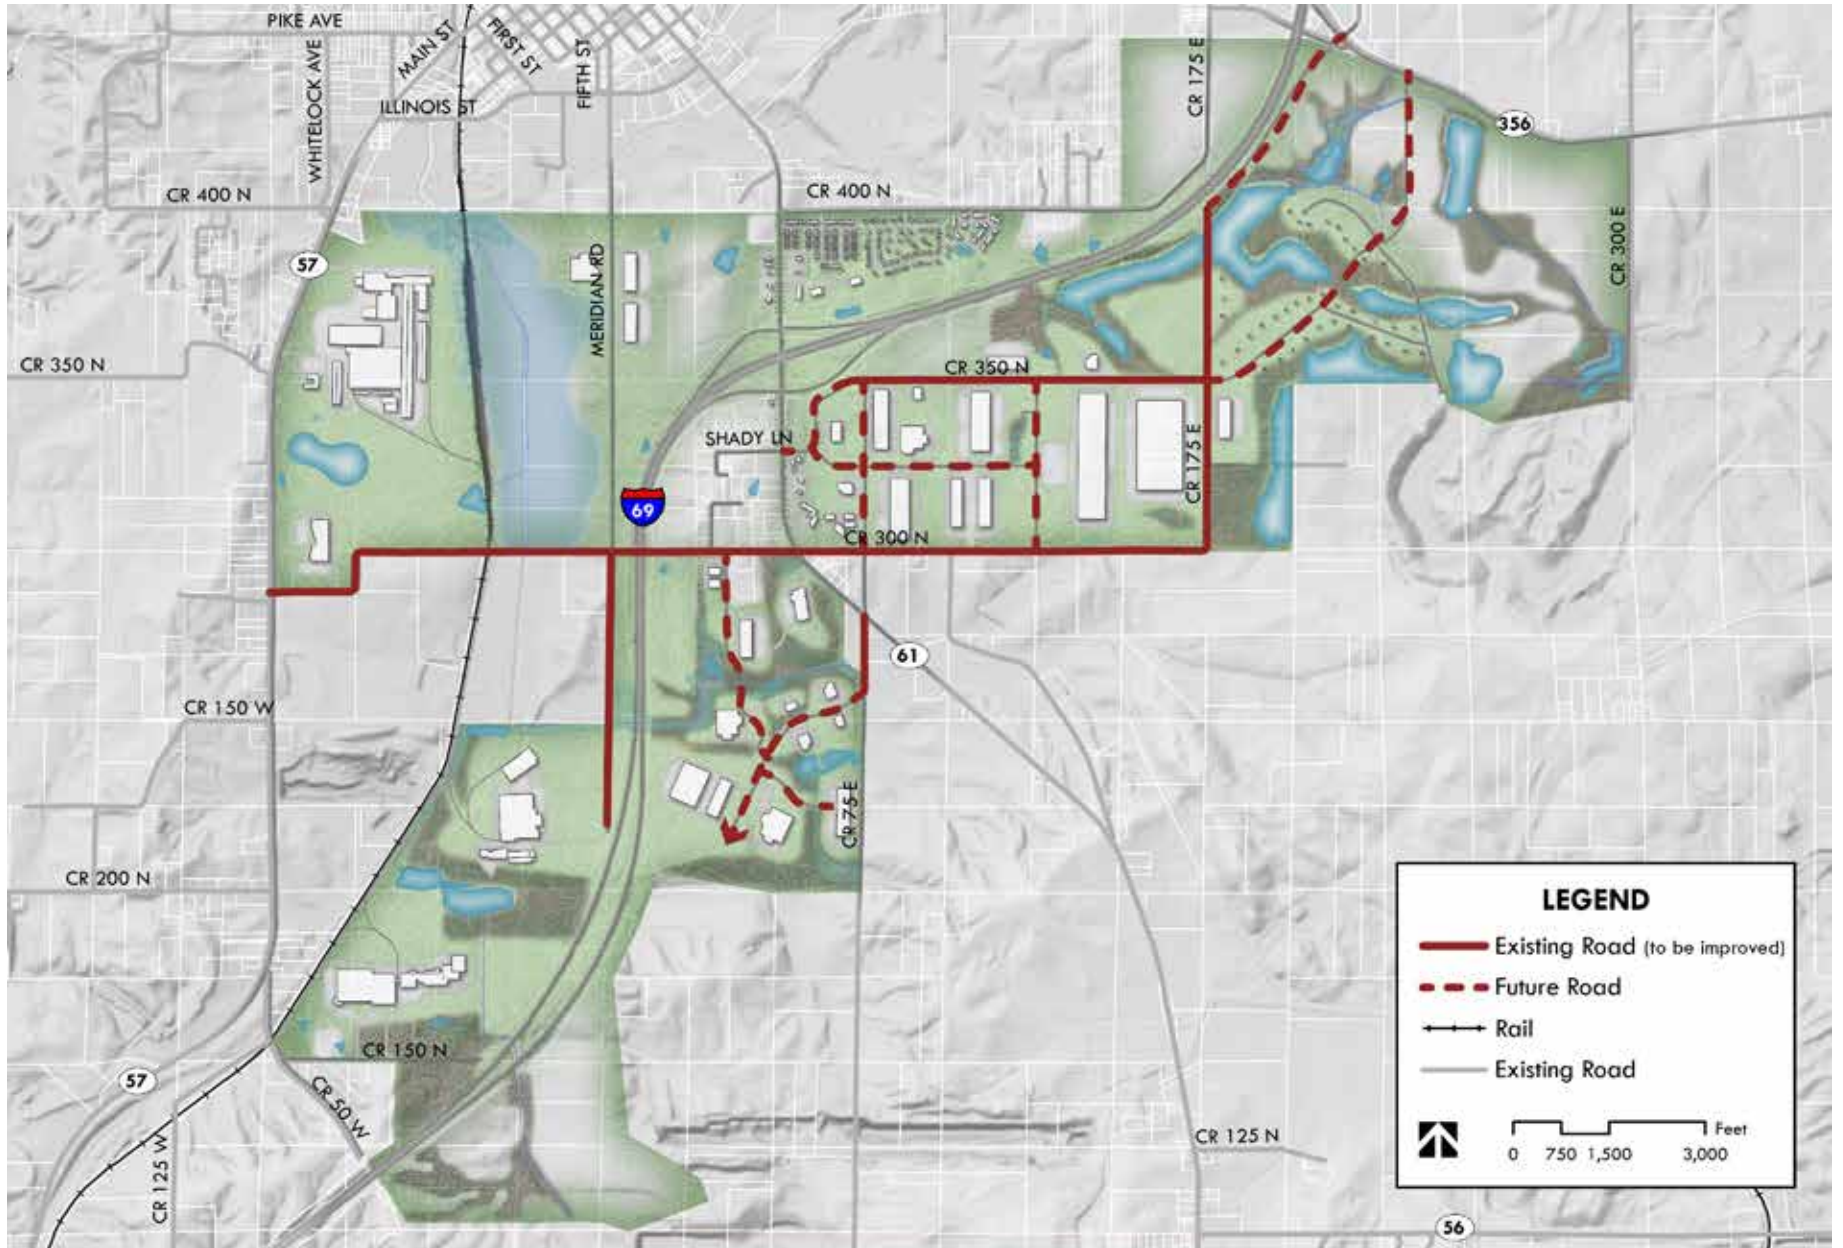 PIKE AVE
MAIN ST
FIRST ST
FIFTH ST
WHITELOCK AVE
ILLINOIS ST
CR 175 E
356
CR 400 N
CR 400 N
57
MERIDIAN RD
CR 300 E
CR 350 N
CR 350 N
SHADY LN
CR 175 E
69
CR 300 N
61
CR 150 W
CR 75 E
CR 200 N
CR 150 N
57
CR 50 W
CR 125 W
CR 125 N
56
LEGEND
Existing Road (to be improved)
Future Road
Rail
Existing Road
Feet
0 750 1,500 3,000